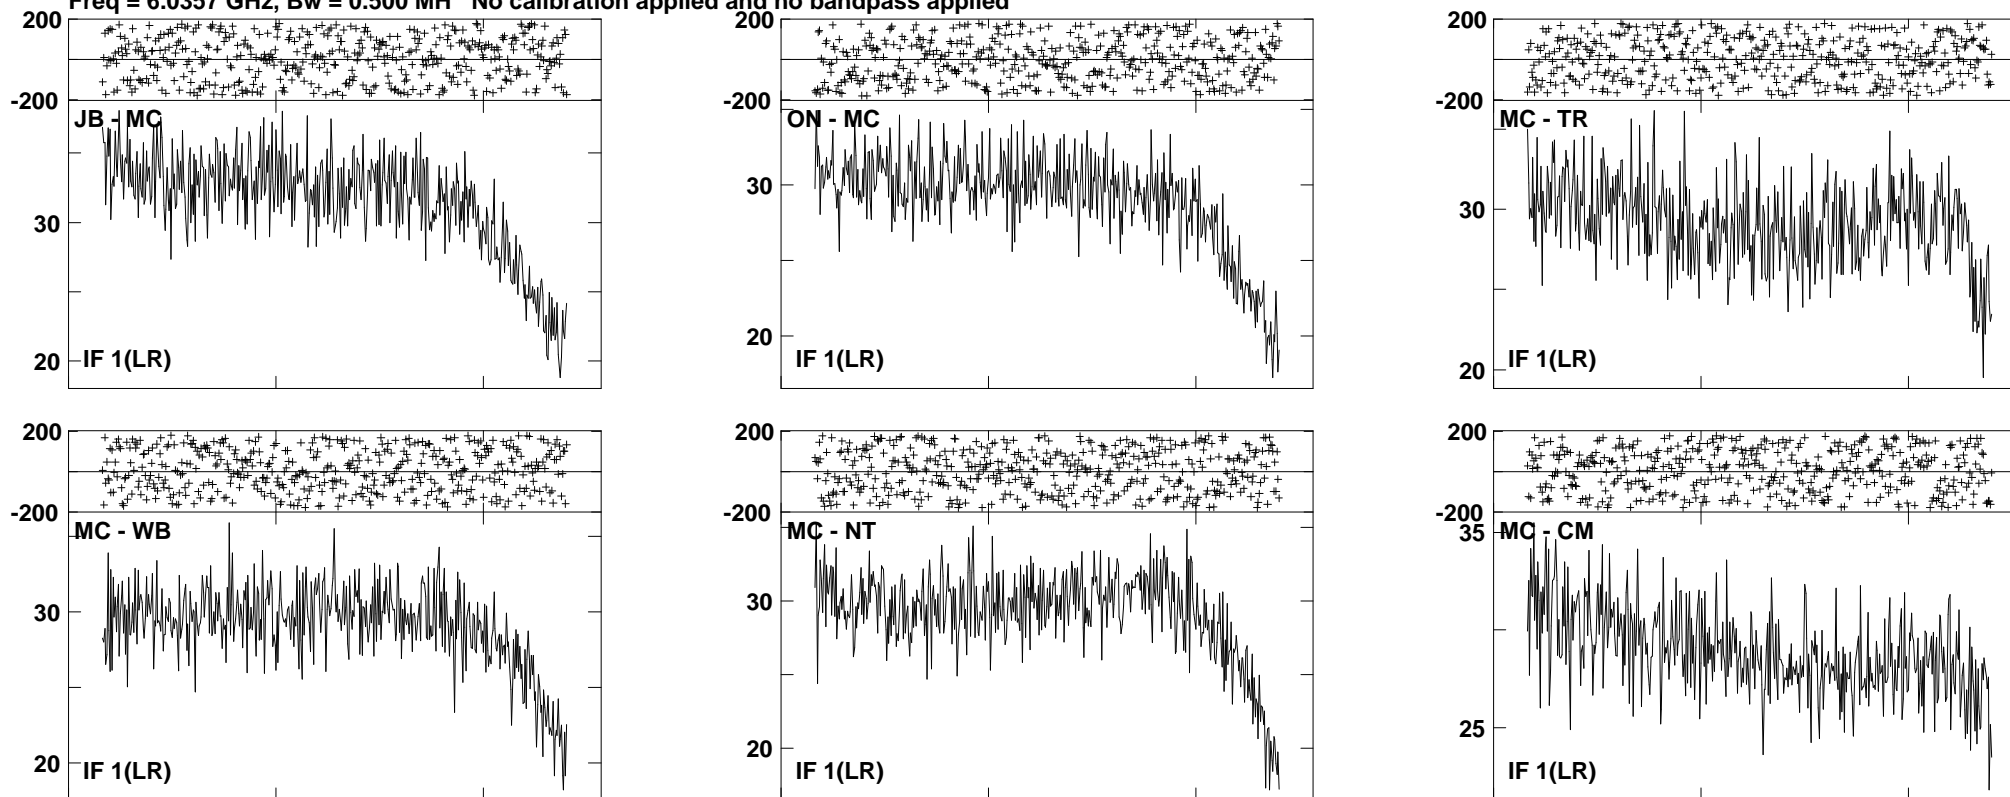 Freq = 6.0357 GHz, Bw = 0.500 MH No calibration applied and no bandpass applied
200 200 200
-200 -200 -200
JB - MC ON - MC MC - TR
30 30 30
20 20 20
IF 1(LR) IF 1(LR) IF 1(LR)
200 200 200
-200 -200 -200
MC - WB MC - NT 35 MC - CM
30 30
25
20 20
IF 1(LR) IF 1(LR) IF 1(LR)